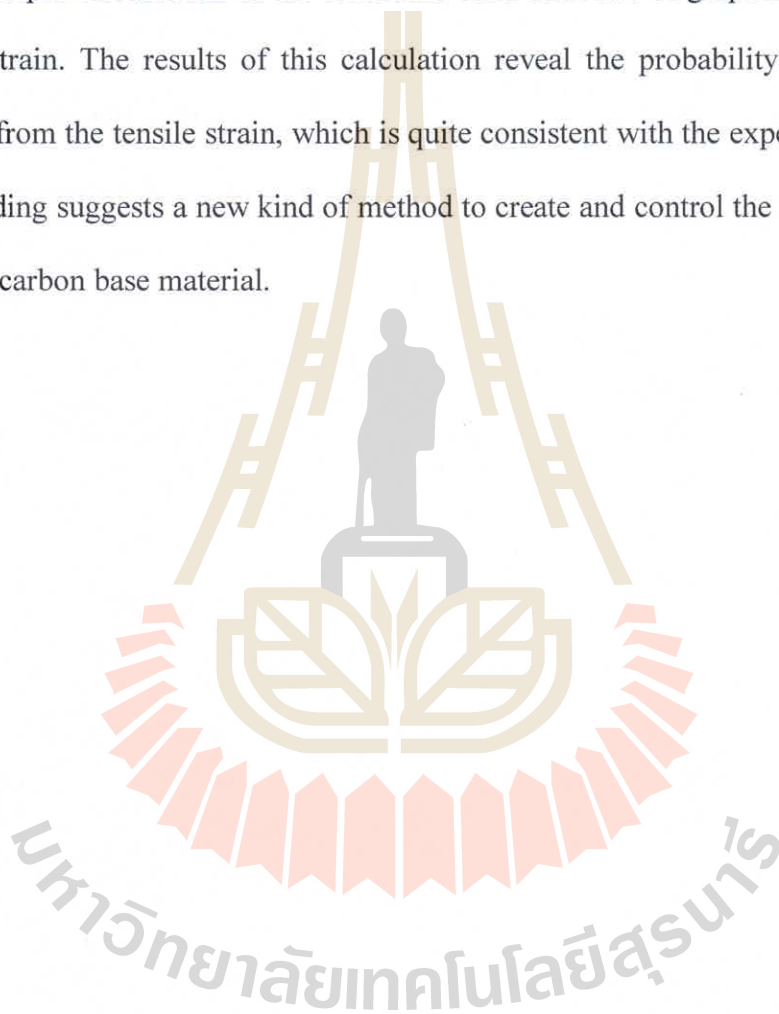 train. The results of this calculation reveal the probability
from the tensile strain, which is quite consistent with the expe
ding suggests a new kind of method to create and control the
carbon base material.
มหาวิทยาลัยเทคโนโลยีสุรนารี